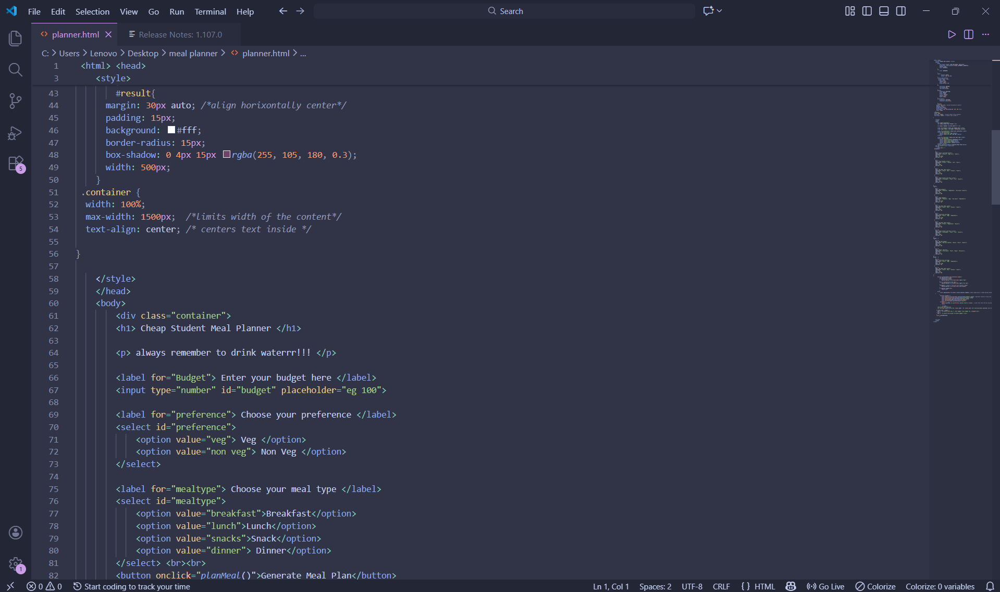 File Edit Selection View Go Run Terminal Help Search
planner.html Release Notes: 1.107.0
C: > Users > Lenovo > Desktop > meal planner > planner.html > ...
1 <html> <head>
3 <style>
43 #result{
44 margin: 30px auto; /*align horixontally center*/
45 padding: 15px;
46 background: #fff;
47 border-radius: 15px;
48 box-shadow: 0 4px 15px rgba(255, 105, 180, 0.3);
49 width: 500px;
50 }
51 .container {
52 width: 100%;
53 max-width: 1500px; /*limits width of the content*/
54 text-align: center; /* centers text inside */
55
56 }
57
58 </style>
59 </head>
60 <body>
61 <div class="container">
62 <h1> Cheap Student Meal Planner </h1>
63
64 <p> always remember to drink waterrr!!! </p>
65
66 <label for="Budget"> Enter your budget here </label>
67 <input type="number" id="budget" placeholder="eg 100">
68
69 <label for="preference"> Choose your preference </label>
70 <select id="preference">
71 <option value="veg"> Veg </option>
72 <option value="non veg"> Non Veg </option>
73 </select>
74
75 <label for="mealtype"> Choose your meal type </label>
76 <select id="mealtype">
77 <option value="breakfast">Breakfast</option>
78 <option value="lunch">Lunch</option>
79 <option value="snacks">Snack</option>
80 <option value="dinner"> Dinner</option>
81 </select> <br><br>
82 <button onclick="planMeal()">Generate Meal Plan</button>
5
1
0 0 Start coding to track your time Ln 1, Col 1 Spaces: 2 UTF-8 CRLF {} HTML Go Live Colorize Colorize: 0 variables